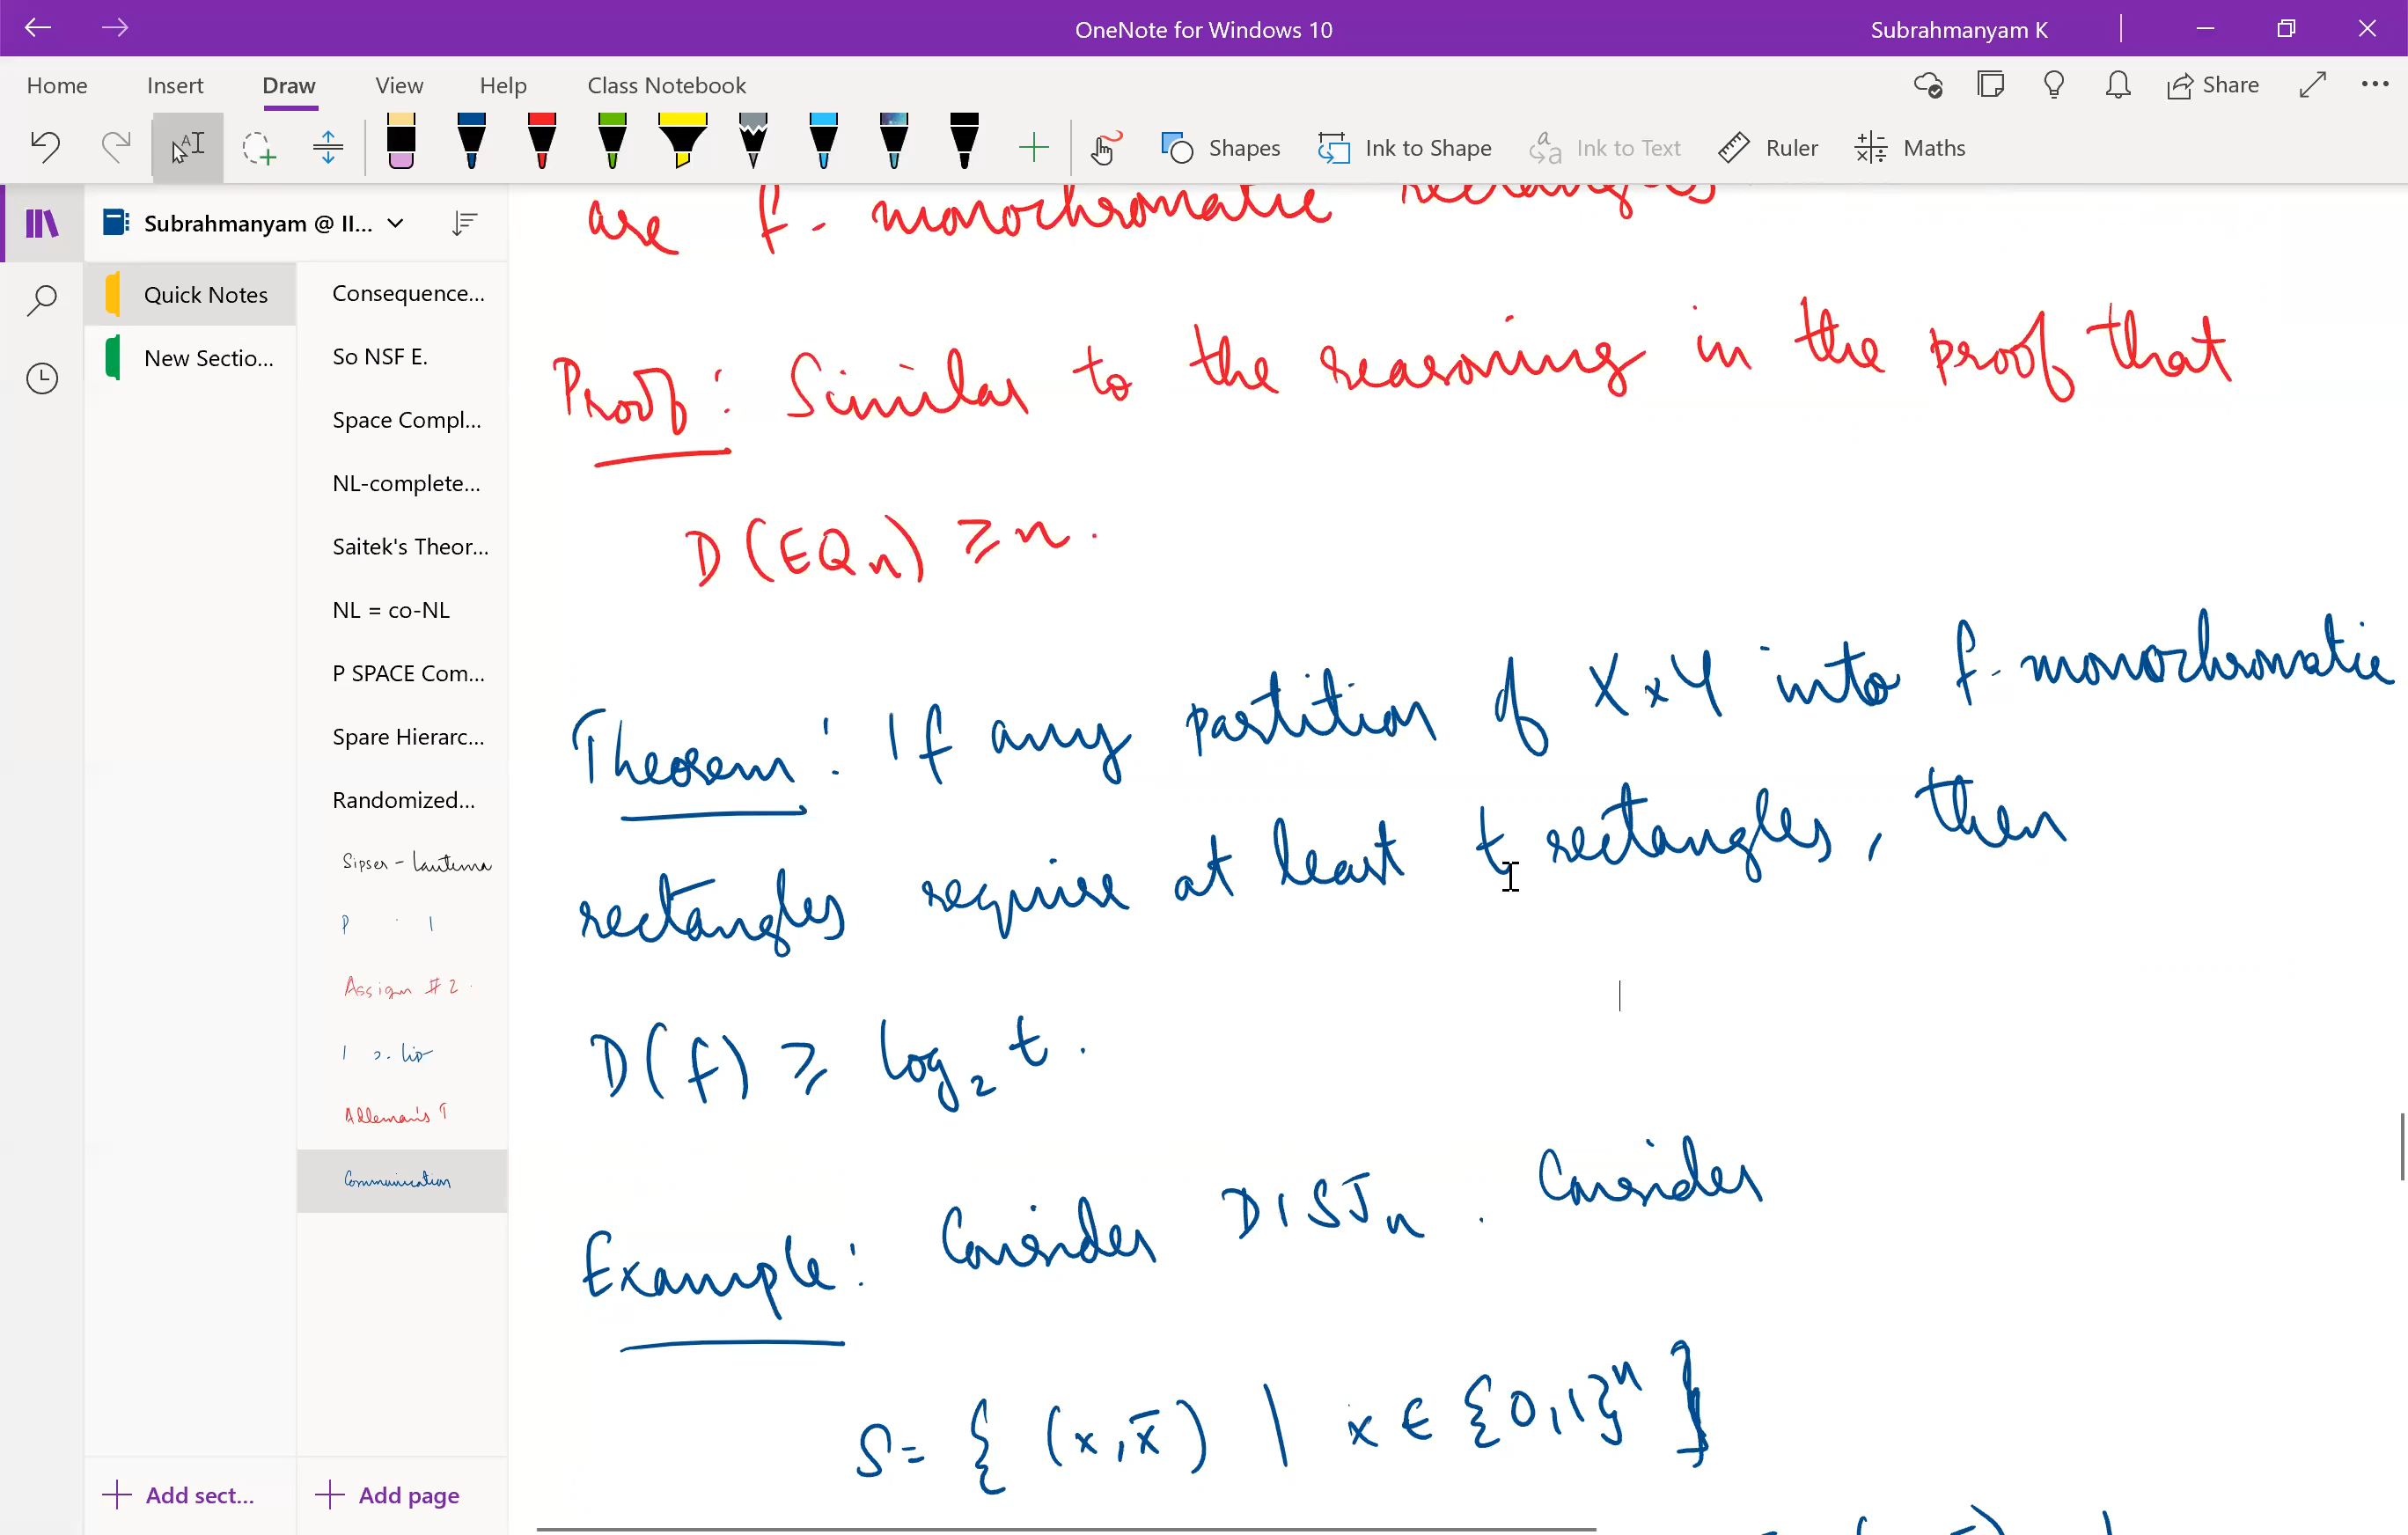 OneNote for Windows 10
Subrahmanyam K
Home Insert Draw View Help Class Notebook
Share
Shapes Ink to Shape Ink to Text Ruler Maths
Subrahmanyam @ II...
Quick Notes
New Sectio...
Consequence...
So NSF E.
Space Compl...
NL-complete...
Saitek's Theor...
NL = co-NL
P SPACE Com...
Spare Hierarc...
Randomized...
Sipser - Lautema
Assign # 2.
Adleman's T
Communication
+ Add sect...
+ Add page
are f- monochromatic rectangles
Proof: Similar to the reasoning in the proof that
D(EQₙ) ≥ n.
Theorem: If any partition of X×Y into f-monochromatic
rectangles require at least t rectangles, then
D(f) ≥ log₂ t.
Example: Consider DISJₙ. Consider
S = { (x, x̄) | x ∈ {0,1}ⁿ }